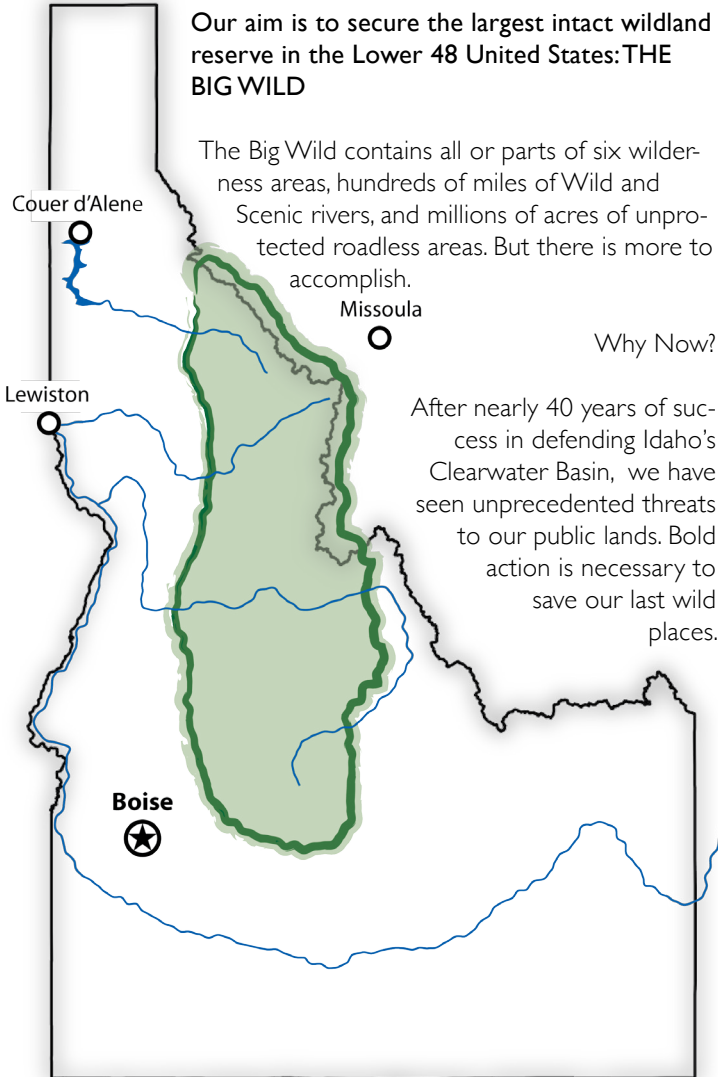 Our aim is to secure the largest intact wildland
reserve in the Lower 48 United States: THE
BIG WILD
The Big Wild contains all or parts of six wilder-
ness areas, hundreds of miles of Wild and
Scenic rivers, and millions of acres of unpro-
tected roadless areas. But there is more to
accomplish.
Couer d'Alene
Missoula
Why Now?
Lewiston
After nearly 40 years of suc-
cess in defending Idaho's
Clearwater Basin, we have
seen unprecedented threats
to our public lands. Bold
action is necessary to
save our last wild
places.
Boise